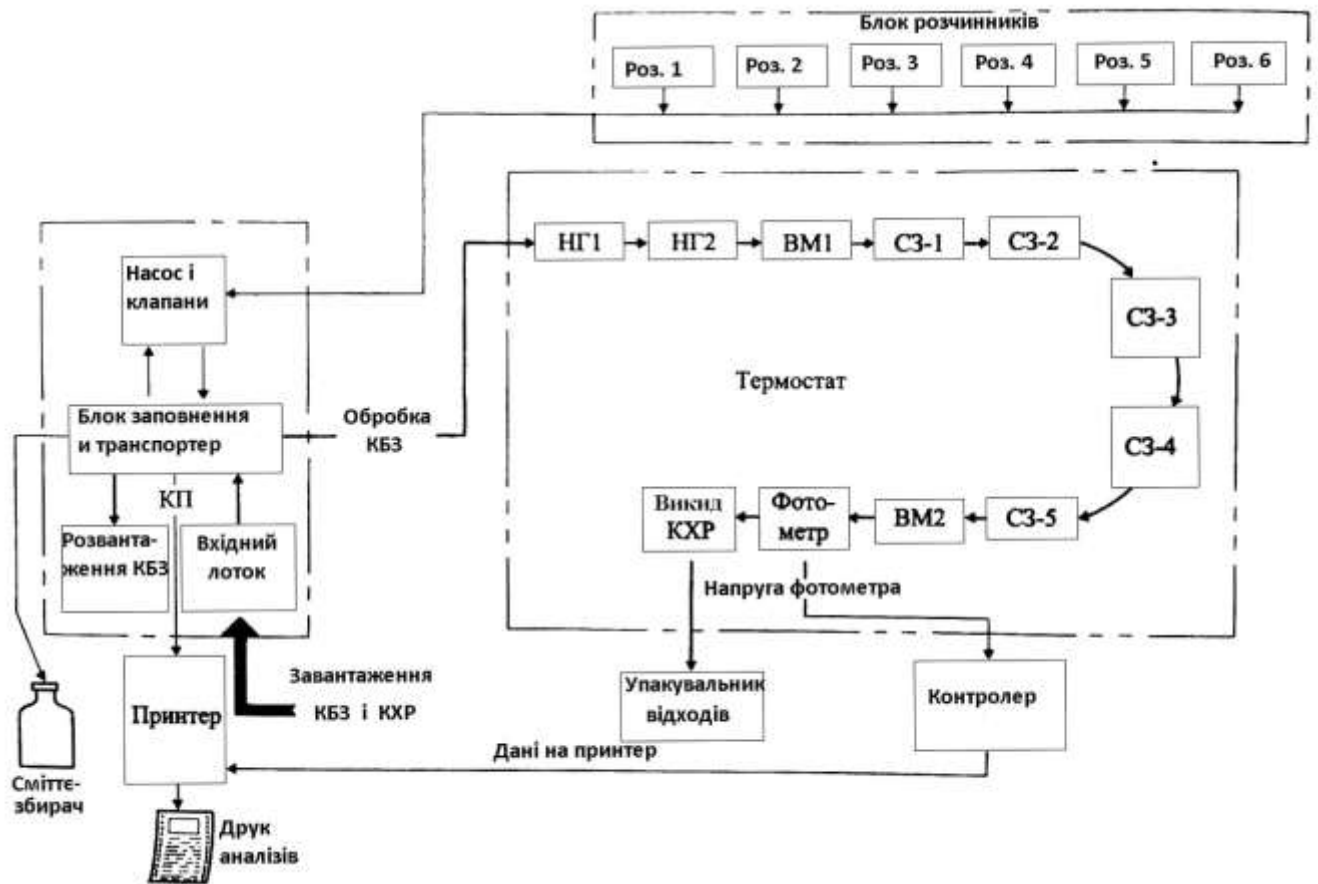 Блок розчинників
Роз. 1
Роз. 2
Роз. 3
Роз. 4
Роз. 5
Роз. 6
НГ1
НГ2
ВМ1
СЗ-1
СЗ-2
СЗ-3
СЗ-4
СЗ-5
ВМ2
Фото-
метр
Викид
КХР
Термостат
Насос і
клапани
Блок заповнення
и транспортер
Обробка
КБЗ
КП
Розванта-
ження КБЗ
Вхідний
лоток
Напруга фотометра
Завантаження
КБЗ і КХР
Упакувальник
відходів
Контролер
Принтер
Дані на принтер
Сміттє-
збирач
Друк
аналізів